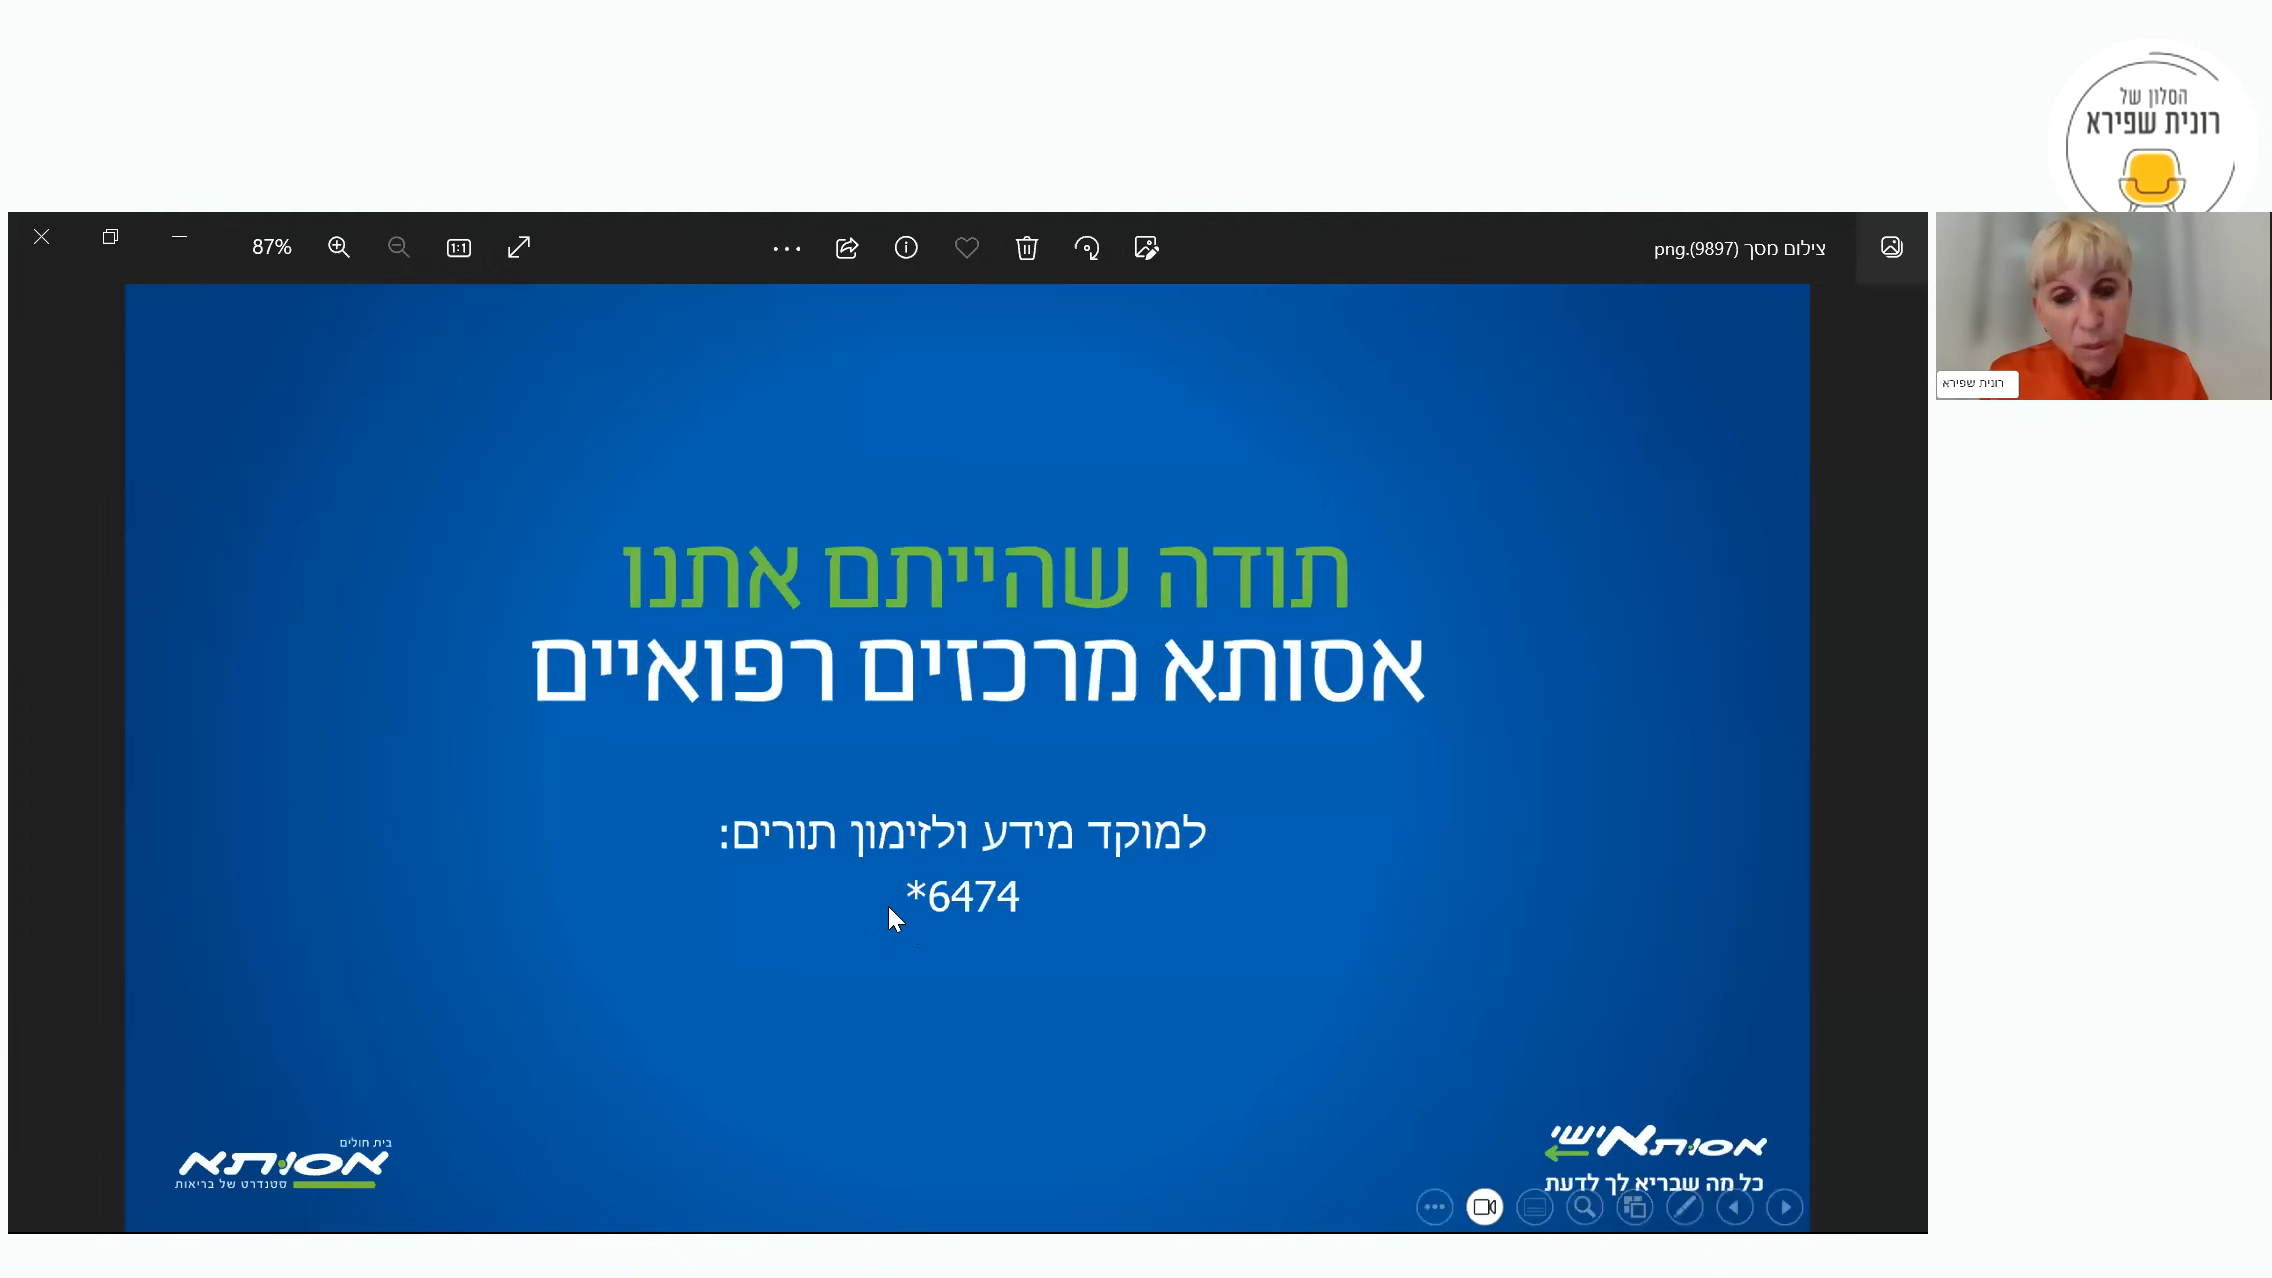 הסלון של
רונית שפירא
87%
צילום מסך (9897).png
רונית שפירא
תודה שהייתם אתנו
אסותא מרכזים רפואיים
למוקד מידע ולזימון תורים:
*6474
בית חולים
אסותא
סטנדרט של בריאות
אסותא אישי
כל מה שבריא לך לדעת